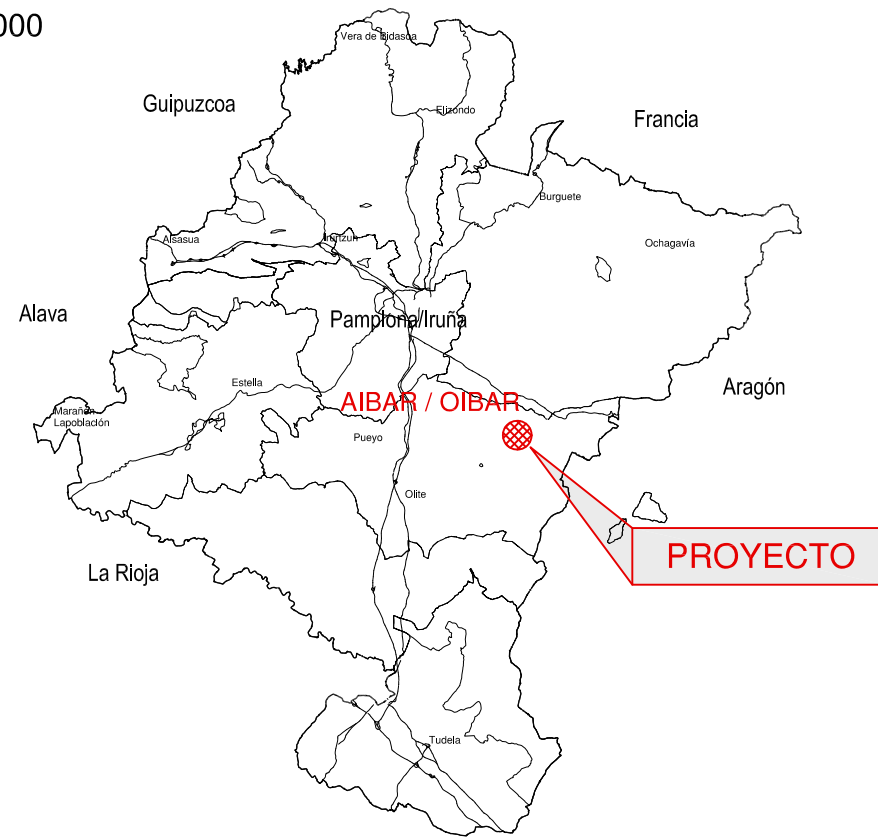 000
Vera de Bidasoa
Guipuzcoa
Elizondo
Francia
Burguete
Alsasua
Irurtzun
Ochagavía
Alava
Pamplona/Iruña
Estella
Aragón
AIBAR / OIBAR
Marañón
Lapoblación
Pueyo
Olite
PROYECTO
La Rioja
Tudela